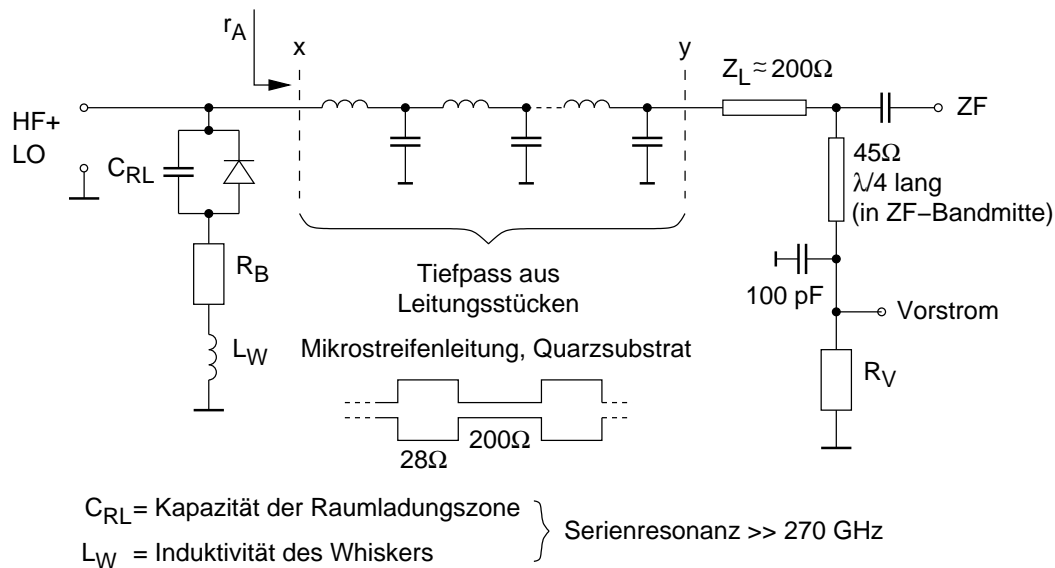 r_A
x
y
Z_L ≈ 200Ω
HF+
LO
C_RL
ZF
45Ω
λ/4 lang
(in ZF−Bandmitte)
R_B
Tiefpass aus
Leitungsstücken
100 pF
Vorstrom
L_W
Mikrostreifenleitung, Quarzsubstrat
R_V
200Ω
28Ω
C_RL = Kapazität der Raumladungszone
Serienresonanz >> 270 GHz
L_W = Induktivität des Whiskers